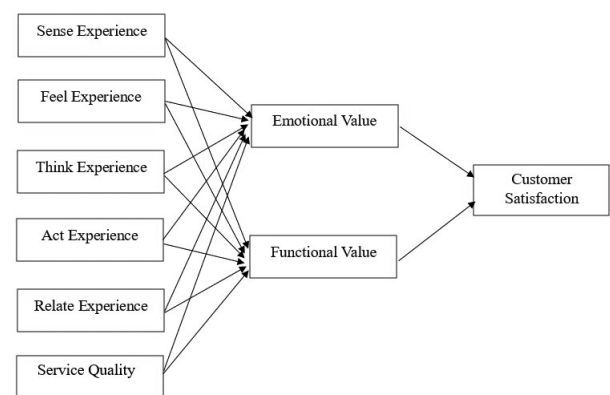 Sense Experience
Feel Experience
Emotional Value
Think Experience
Customer
Satisfaction
Act Experience
Functional Value
Relate Experience
Service Quality